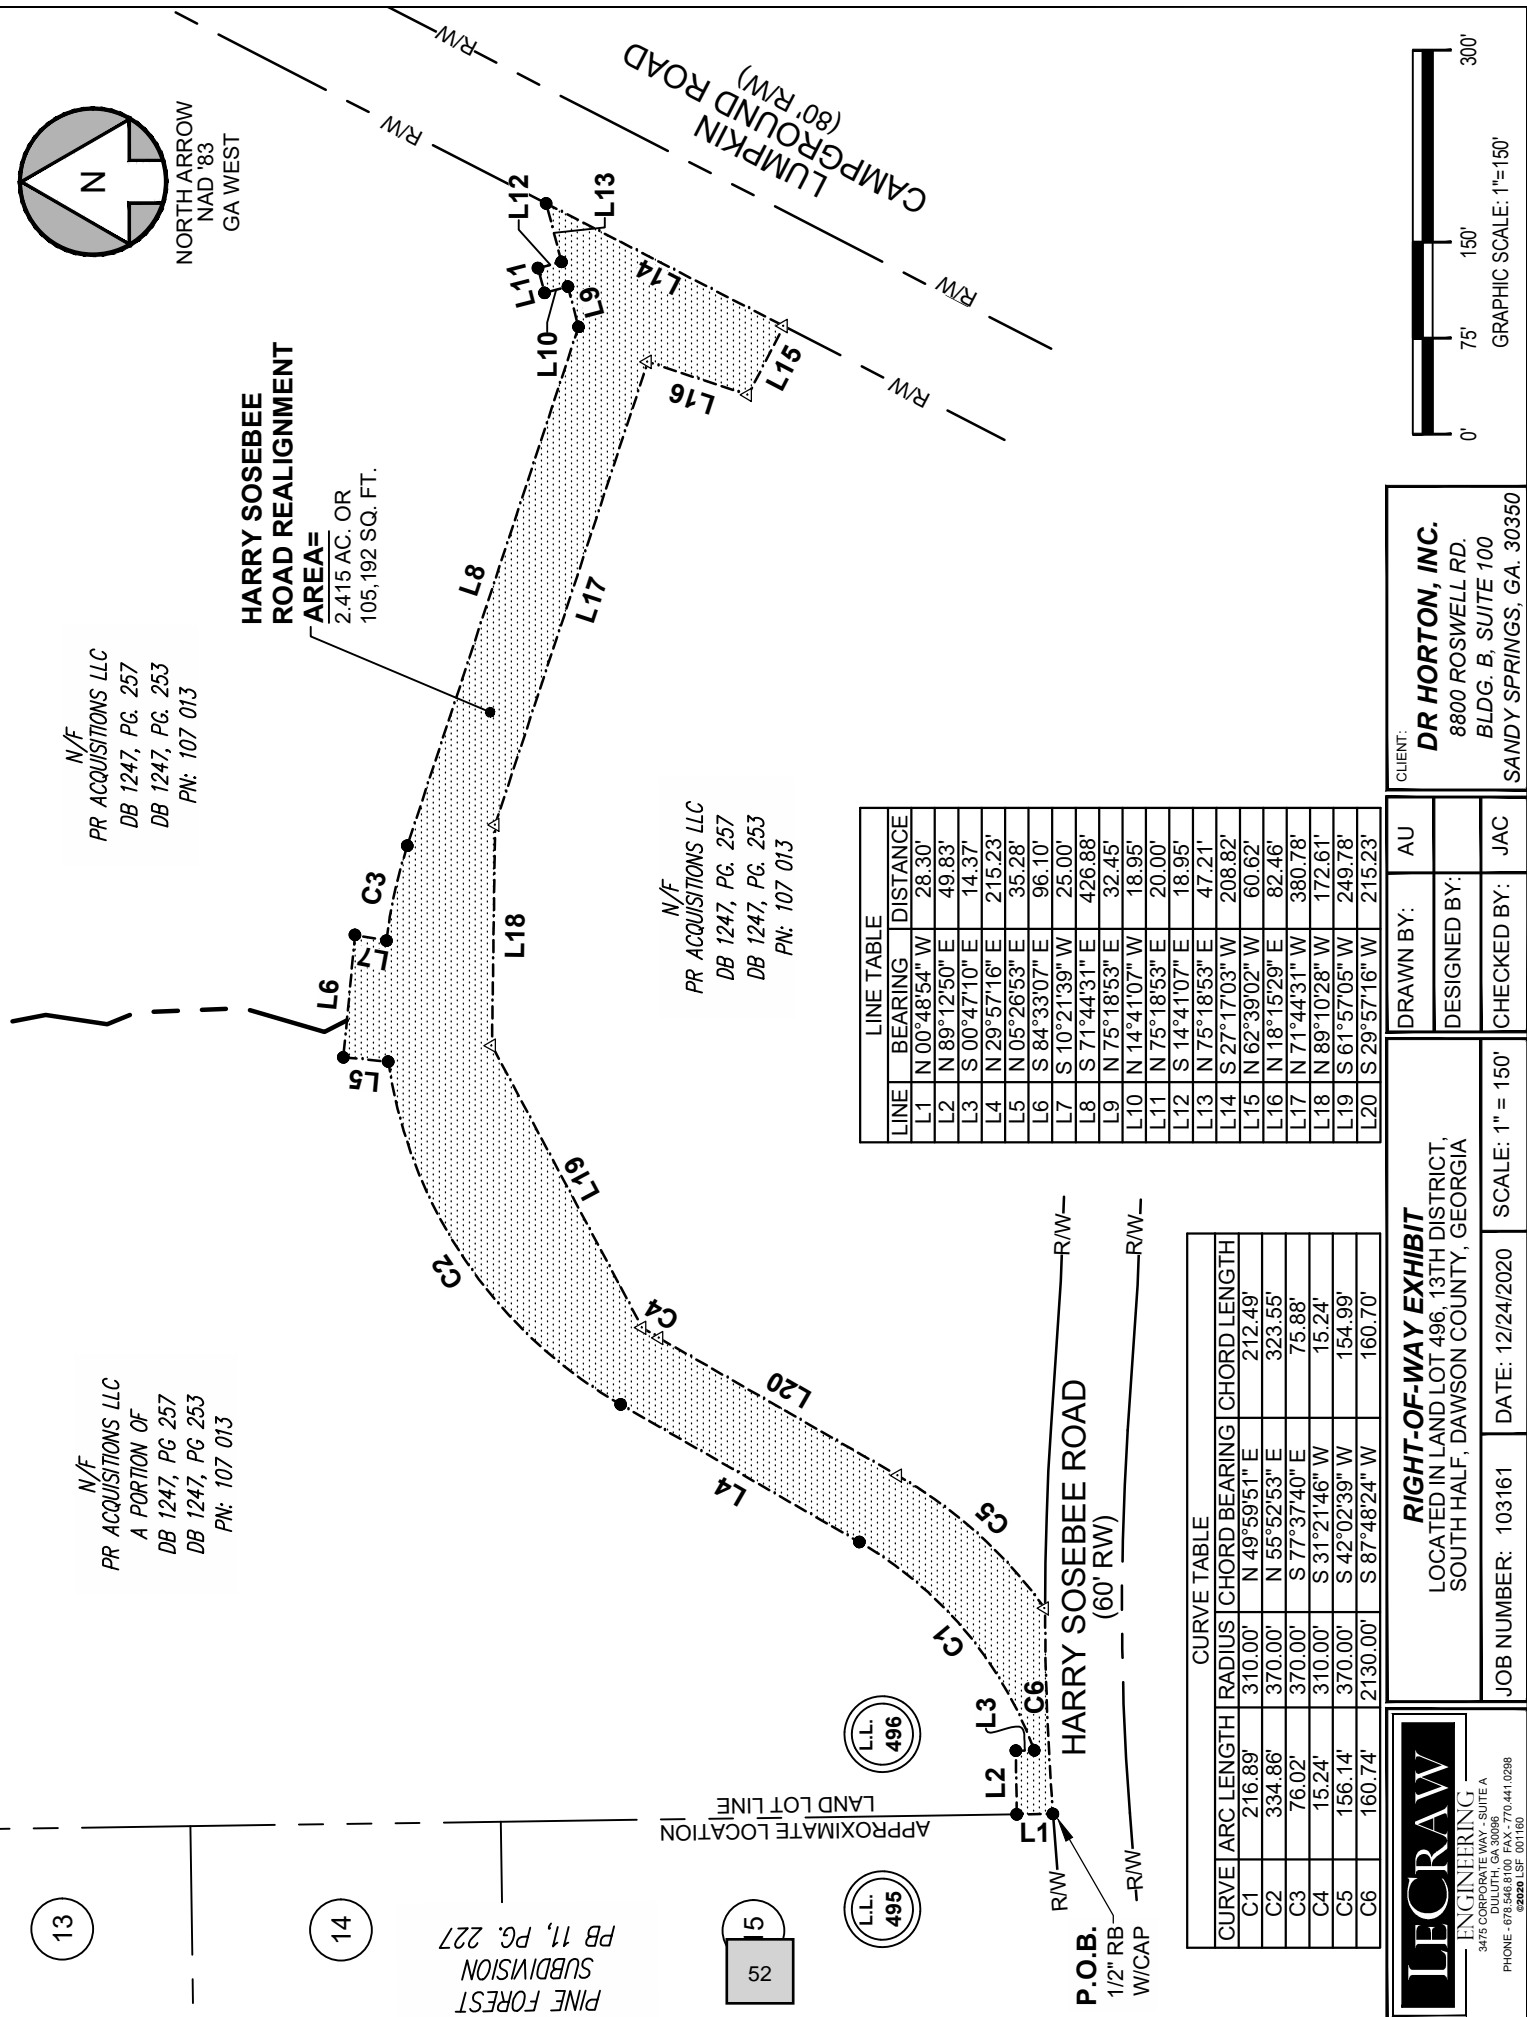 N
NORTH ARROW
NAD '83
GA WEST
N/F
PR ACQUISITIONS LLC
A PORTION OF
DB 1247, PG 257
DB 1247, PG 253
PN: 107 013
N/F
PR ACQUISITIONS LLC
DB 1247, PG. 257
DB 1247, PG. 253
PN: 107 013
HARRY SOSEBEE
ROAD REALIGNMENT
AREA=
2.415 AC. OR
105,192 SQ. FT.
N/F
PR ACQUISITIONS LLC
DB 1247, PG. 257
DB 1247, PG. 253
PN: 107 013
13
14
15
52
PINE FOREST
SUBDIVISION
PB 11, PG. 227
L.L.
495
L.L.
496
APPROXIMATE LOCATION
LAND LOT LINE
L1
L2
L3
L4
L5
L6
L7
L8
L9
L10
L11
L12
L13
L14
L15
L16
L17
L18
L19
L20
C1
C2
C3
C4
C5
C6
R/W
R/W
R/W
R/W
LUMPKIN
CAMPGROUND ROAD
(80' R/W)
R/W
R/W
R/W
R/W
HARRY SOSEBEE ROAD
(60' RW)
P.O.B.
1/2" RB
W/CAP
LINE TABLE
LINE BEARING DISTANCE
L1 N 00°48'54" W 28.30'
L2 N 89°12'50" E 49.83'
L3 S 00°47'10" E 14.37'
L4 N 29°57'16" E 215.23'
L5 N 05°26'53" E 35.28'
L6 S 84°33'07" E 96.10'
L7 S 10°21'39" W 25.00'
L8 S 71°44'31" E 426.88'
L9 N 75°18'53" E 32.45'
L10 N 14°41'07" W 18.95'
L11 N 75°18'53" E 20.00'
L12 S 14°41'07" E 18.95'
L13 N 75°18'53" E 47.21'
L14 S 27°17'03" W 208.82'
L15 N 62°39'02" W 60.62'
L16 N 18°15'29" E 82.46'
L17 N 71°44'31" W 380.78'
L18 N 89°10'28" W 172.61'
L19 S 61°57'05" W 249.78'
L20 S 29°57'16" W 215.23'
CURVE TABLE
CURVE ARC LENGTH RADIUS CHORD BEARING CHORD LENGTH
C1 216.89' 310.00' N 49°59'51" E 212.49'
C2 334.86' 370.00' N 55°52'53" E 323.55'
C3 76.02' 370.00' S 77°37'40" E 75.88'
C4 15.24' 310.00' S 31°21'46" W 15.24'
C5 156.14' 370.00' S 42°02'39" W 154.99'
C6 160.74' 2130.00' S 87°48'24" W 160.70'
0' 75' 150' 300'
GRAPHIC SCALE: 1"=150'
LECRAW
ENGINEERING
3475 CORPORATE WAY - SUITE A
DULUTH, GA 30096
PHONE - 678.546.8100 FAX - 770.441.0298
©2020 LSF 001160
RIGHT-OF-WAY EXHIBIT
LOCATED IN LAND LOT 496, 13TH DISTRICT,
SOUTH HALF, DAWSON COUNTY, GEORGIA
JOB NUMBER: 103161 DATE: 12/24/2020 SCALE: 1" = 150'
DRAWN BY: AU
DESIGNED BY:
CHECKED BY: JAC
CLIENT:
DR HORTON, INC.
8800 ROSWELL RD.
BLDG. B, SUITE 100
SANDY SPRINGS, GA. 30350